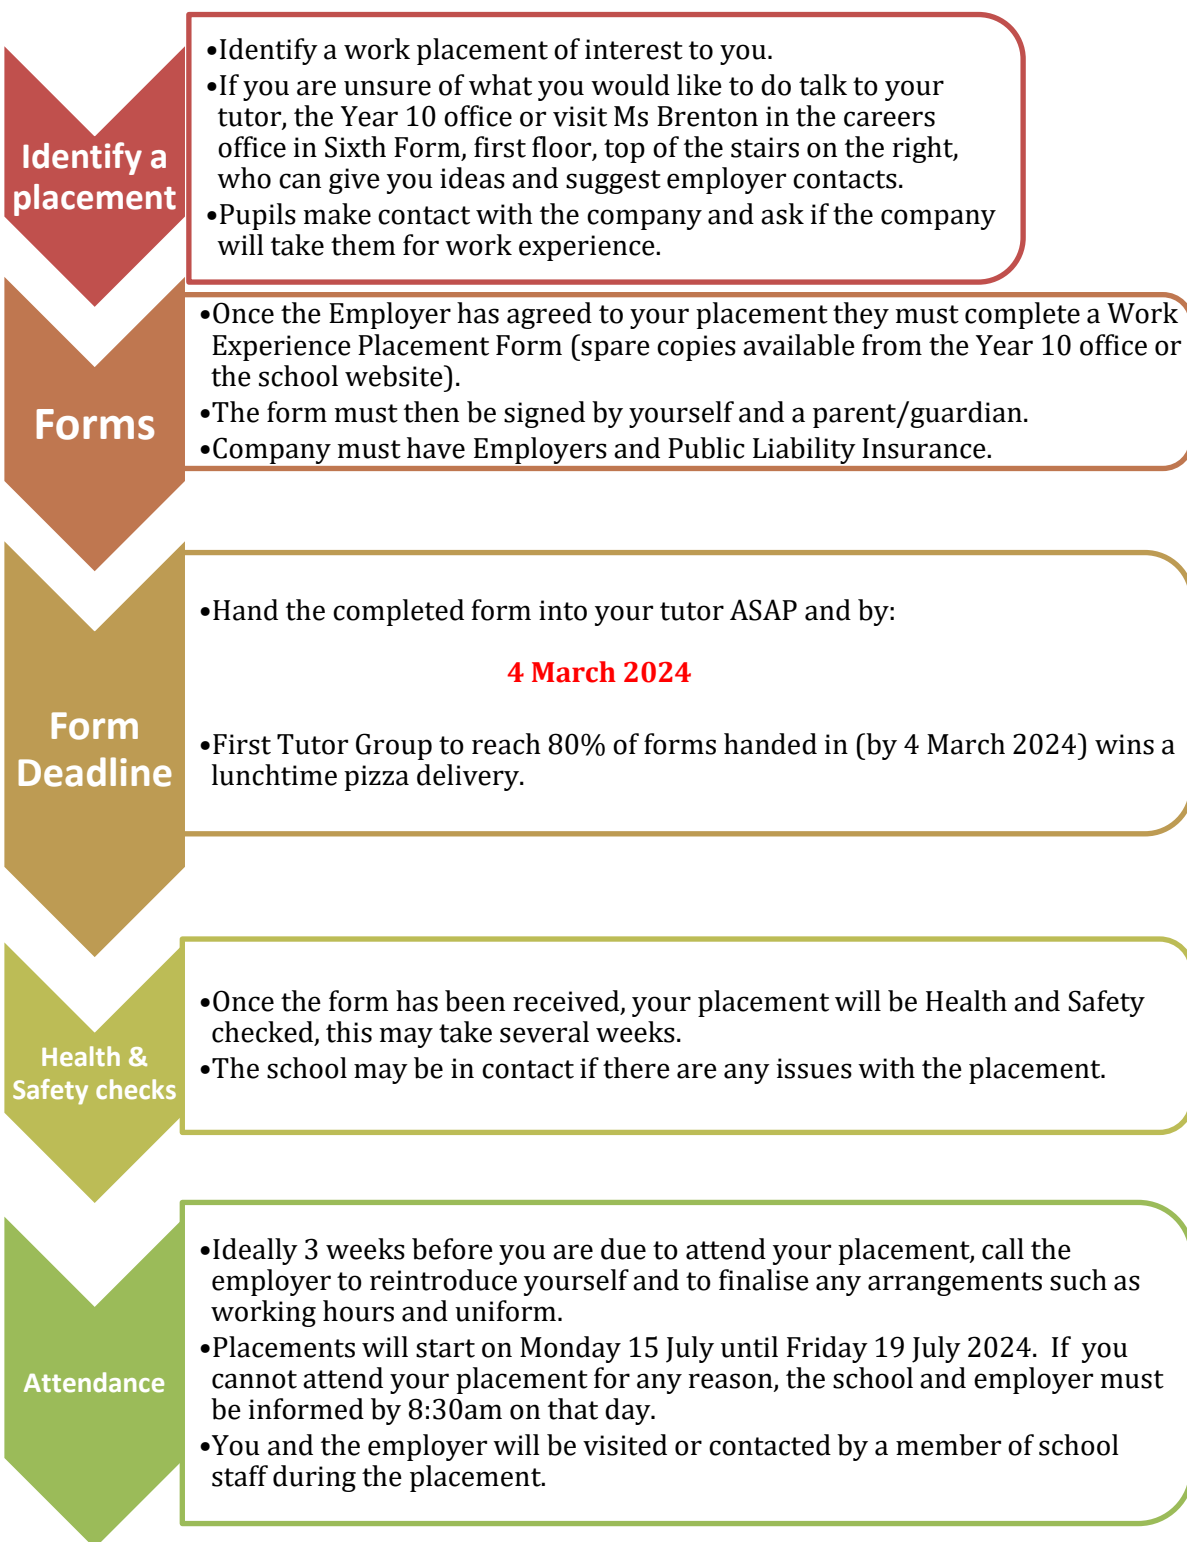 Identify a
placement
•Identify a work placement of interest to you.
•If you are unsure of what you would like to do talk to your
tutor, the Year 10 office or visit Ms Brenton in the careers
office in Sixth Form, first floor, top of the stairs on the right,
who can give you ideas and suggest employer contacts.
•Pupils make contact with the company and ask if the company
will take them for work experience.
Forms
•Once the Employer has agreed to your placement they must complete a Work
Experience Placement Form (spare copies available from the Year 10 office or
the school website).
•The form must then be signed by yourself and a parent/guardian.
•Company must have Employers and Public Liability Insurance.
Form
Deadline
•Hand the completed form into your tutor ASAP and by:
4 March 2024
•First Tutor Group to reach 80% of forms handed in (by 4 March 2024) wins a
lunchtime pizza delivery.
Health &
Safety checks
•Once the form has been received, your placement will be Health and Safety
checked, this may take several weeks.
•The school may be in contact if there are any issues with the placement.
Attendance
•Ideally 3 weeks before you are due to attend your placement, call the
employer to reintroduce yourself and to finalise any arrangements such as
working hours and uniform.
•Placements will start on Monday 15 July until Friday 19 July 2024.  If  you
cannot attend your placement for any reason, the school and employer must
be informed by 8:30am on that day.
•You and the employer will be visited or contacted by a member of school
staff during the placement.